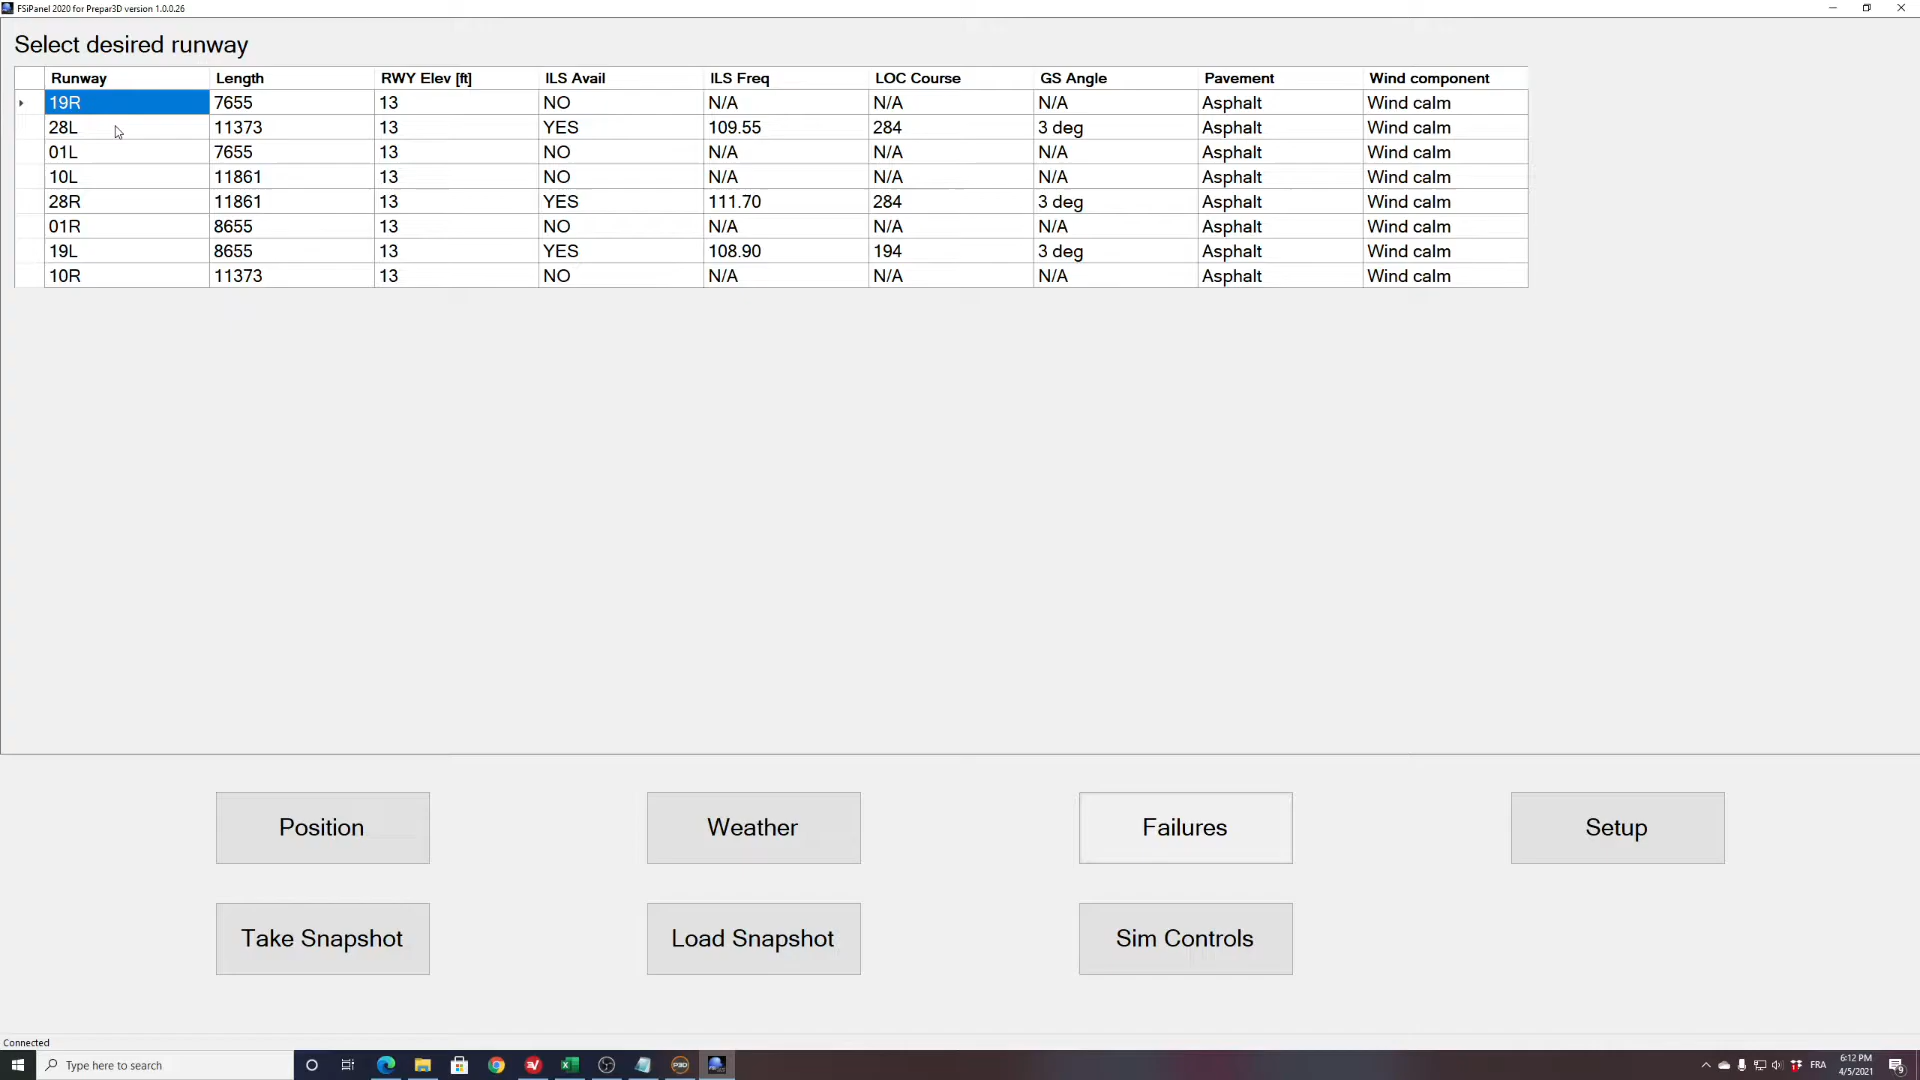 FSiPanel 2020 for Prepar3D version 1.0.0.26
Select desired runway
Runway Length RWY Elev [ft] ILS Avail ILS Freq LOC Course GS Angle Pavement Wind component
19R 7655 13 NO N/A N/A N/A Asphalt Wind calm
28L 11373 13 YES 109.55 284 3 deg Asphalt Wind calm
01L 7655 13 NO N/A N/A N/A Asphalt Wind calm
10L 11861 13 NO N/A N/A N/A Asphalt Wind calm
28R 11861 13 YES 111.70 284 3 deg Asphalt Wind calm
01R 8655 13 NO N/A N/A N/A Asphalt Wind calm
19L 8655 13 YES 108.90 194 3 deg Asphalt Wind calm
10R 11373 13 NO N/A N/A N/A Asphalt Wind calm
Position Weather Failures Setup
Take Snapshot Load Snapshot Sim Controls
Connected
Type here to search
P3D
FRA
6:12 PM
4/5/2021